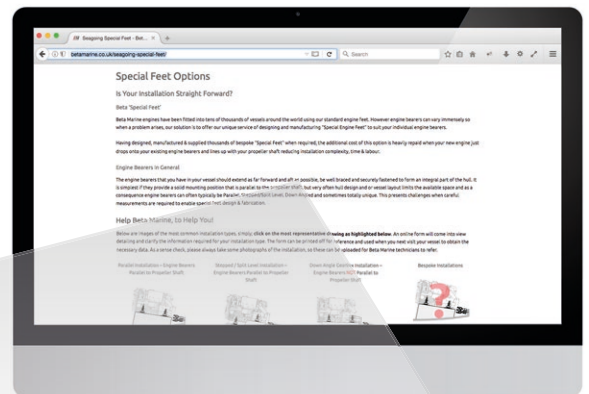 Seagoing Special Feet - Bet...
betamarine.co.uk/seagoing-special-feet/
Search
Special Feet Options
Is Your Installation Straight Forward?
Beta 'Special Feet'
Beta Marine engines have been fitted into tens of thousands of vessels around the world using our standard engine feet. However engine bearers can vary immensely so
when a problem arises, our solution is to offer our unique service of designing and manufacturing "Special Engine Feet" to suit your individual engine bearers.
Having designed, manufactured & supplied thousands of bespoke "Special Feet" when required; the additional cost of this option is heavily repaid when your new engine just
drops onto your existing engine bearers and lines up with your propeller shaft reducing installation complexity, time & labour.
Engine Bearers in General
The engine bearers that you have in your vessel should extend as far forward and aft as possible, be well braced and securely fastened to form an integral part of the hull. It
is simplest if they provide a solid mounting position that is parallel to the propeller shaft, but very often hull design and or vessel layout limits the available space and as a
consequence engine bearers can often typically be Parallel, Stepped/Split Level, Down Angled and sometimes totally unique. This presents challenges when careful
measurements are required to enable special feet design & fabrication.
Help Beta Marine, to Help You!
Below are images of the most common installation types, simply click on the most representative drawing as highlighted below. An online form will come into view
detailing and clarify the information required for your installation type. The form can be printed off for reference and used when you next visit your vessel to obtain the
necessary data. As a sense check, please always take some photographs of the installation, as these can be uploaded for Beta Marine technicians to refer.
Parallel Installation – Engine Bearers
Parallel to Propeller Shaft
Stepped / Split Level Installation –
Engine Bearers Parallel to Propeller
Shaft
Down Angle Gearbox Installation –
Engine Bearers NOT Parallel to
Propeller Shaft
Bespoke Installations
?